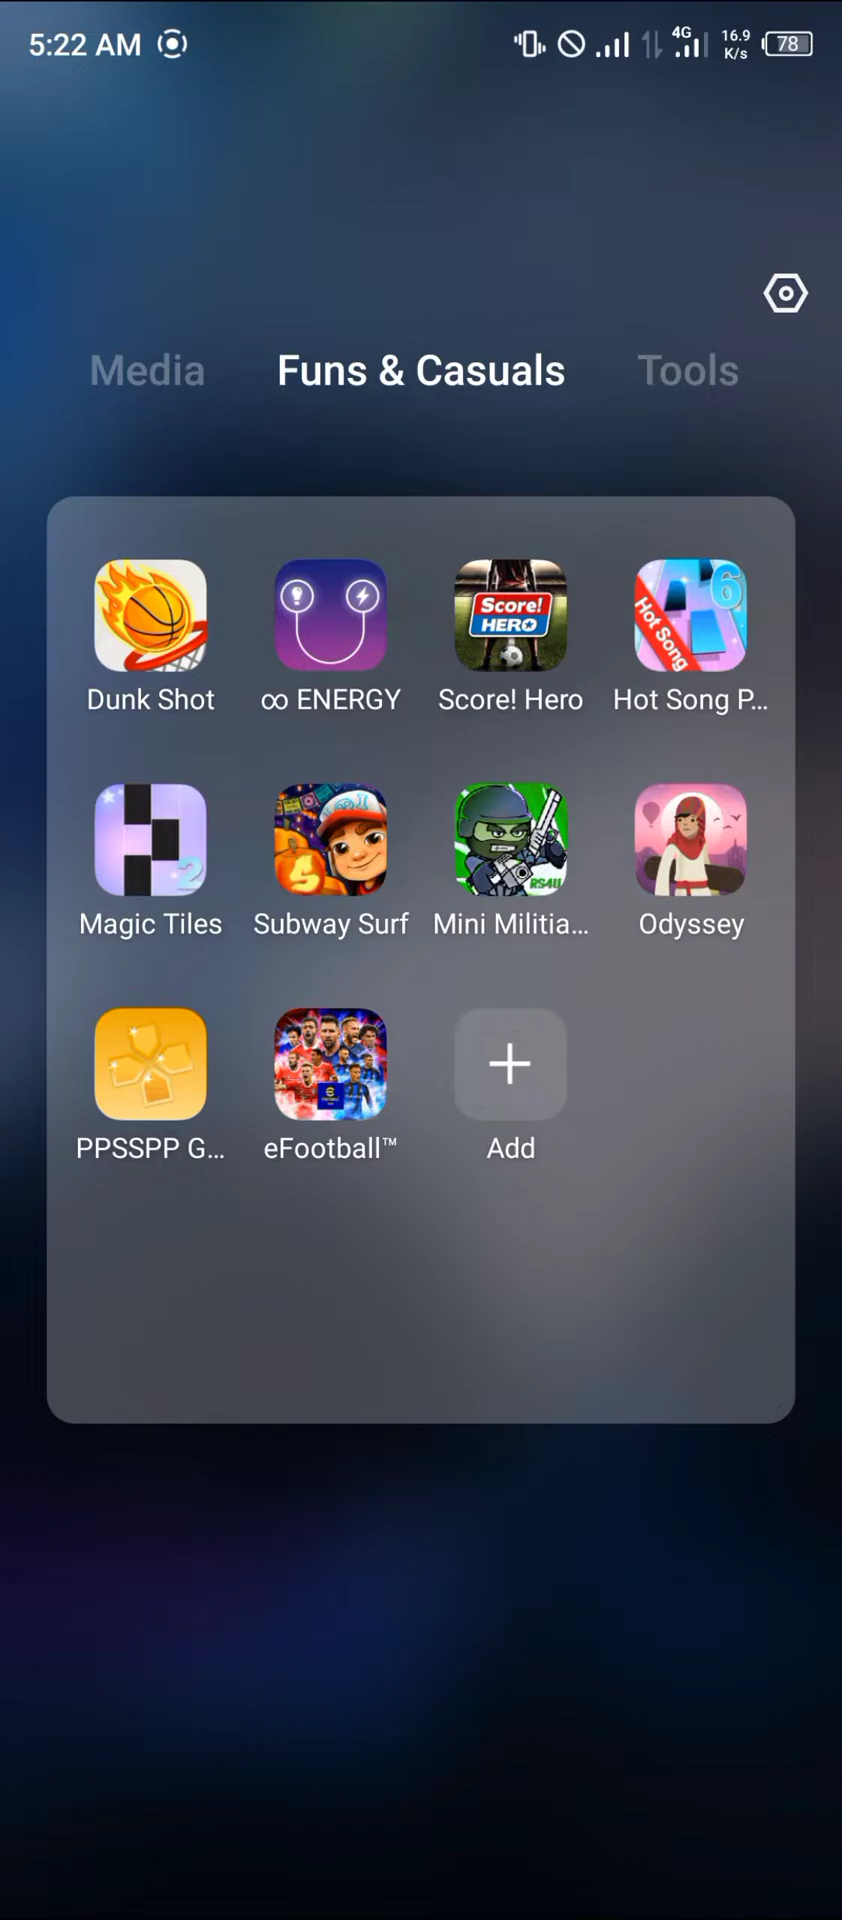 5:22 AM
4G
16.9
K/s
78
Media
Funs & Casuals
Tools
Score!
HERO
6
Hot Song
Dunk Shot
∞ ENERGY
Score! Hero
Hot Song P...
2
S
RS4U
Magic Tiles
Subway Surf
Mini Militia...
Odyssey
PPSSPP G...
eFootball™
Add